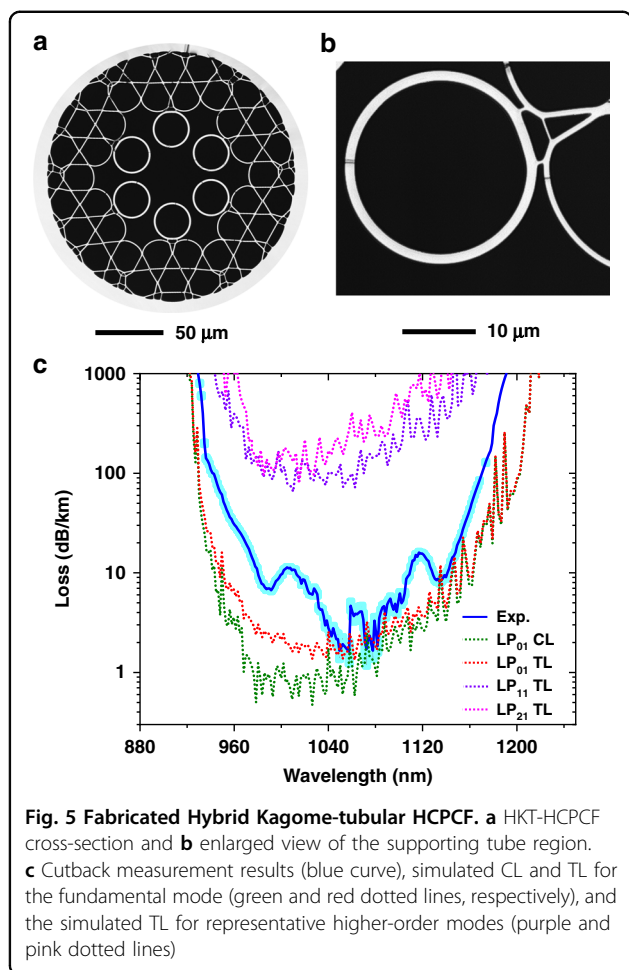 a
b
50 μm
10 μm
c
1000
100
10
1
Loss (dB/km)
Exp.
LP01 CL
LP01 TL
LP11 TL
LP21 TL
880 960 1040 1120 1200
Wavelength (nm)
Fig. 5 Fabricated Hybrid Kagome-tubular HCPCF. a HKT-HCPCF
cross-section and b enlarged view of the supporting tube region.
c Cutback measurement results (blue curve), simulated CL and TL for
the fundamental mode (green and red dotted lines, respectively), and
the simulated TL for representative higher-order modes (purple and
pink dotted lines)